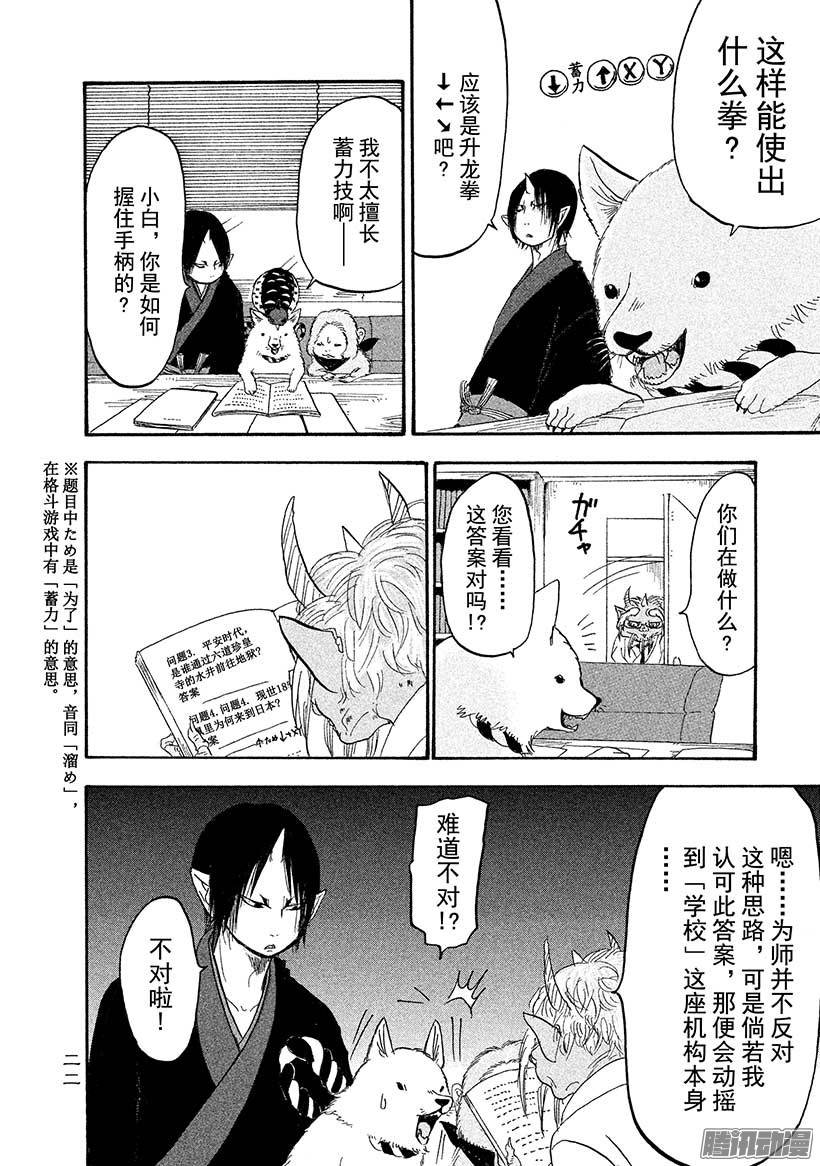 这样能使出
什么拳？
↓蓄力↑XY
应该是升龙拳
↓←↘吧？
我不太擅长
蓄力技啊——
小白，你是如何
握住手柄的？
ガチャ
你们在做什么？
您看看……
这答案对吗！？
问题3．平安时代，
是谁通过六道珍皇
寺的水井前往地狱？
答案
问题4．问题4．现世185
里为何来到日本？
案
※题目中ため是「为了」的意思，音同「溜め」，
在格斗游戏中有「蓄力」的意思。
嗯……为师并不反对
这种思路，可是倘若我
认可此答案，那便会动摇
到「学校」这座机构本身
……
难道不对！？
不对啦！
二二
腾讯动漫